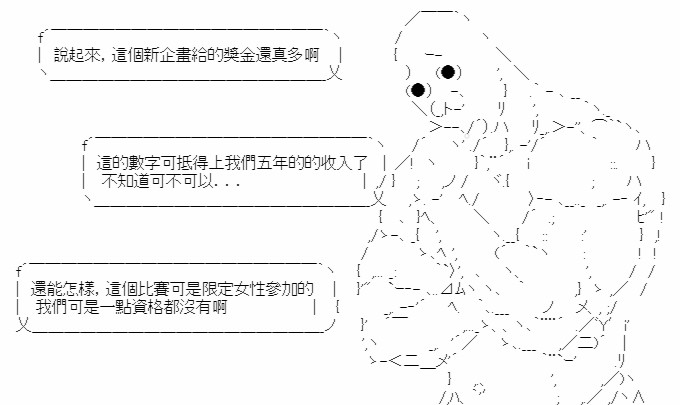 說起來, 這個新企畫給的獎金還真多啊
這的數字可抵得上我們五年的的收入了
不知道可不可以...
還能怎樣, 這個比賽可是限定女性參加的
我們可是一點資格都沒有啊